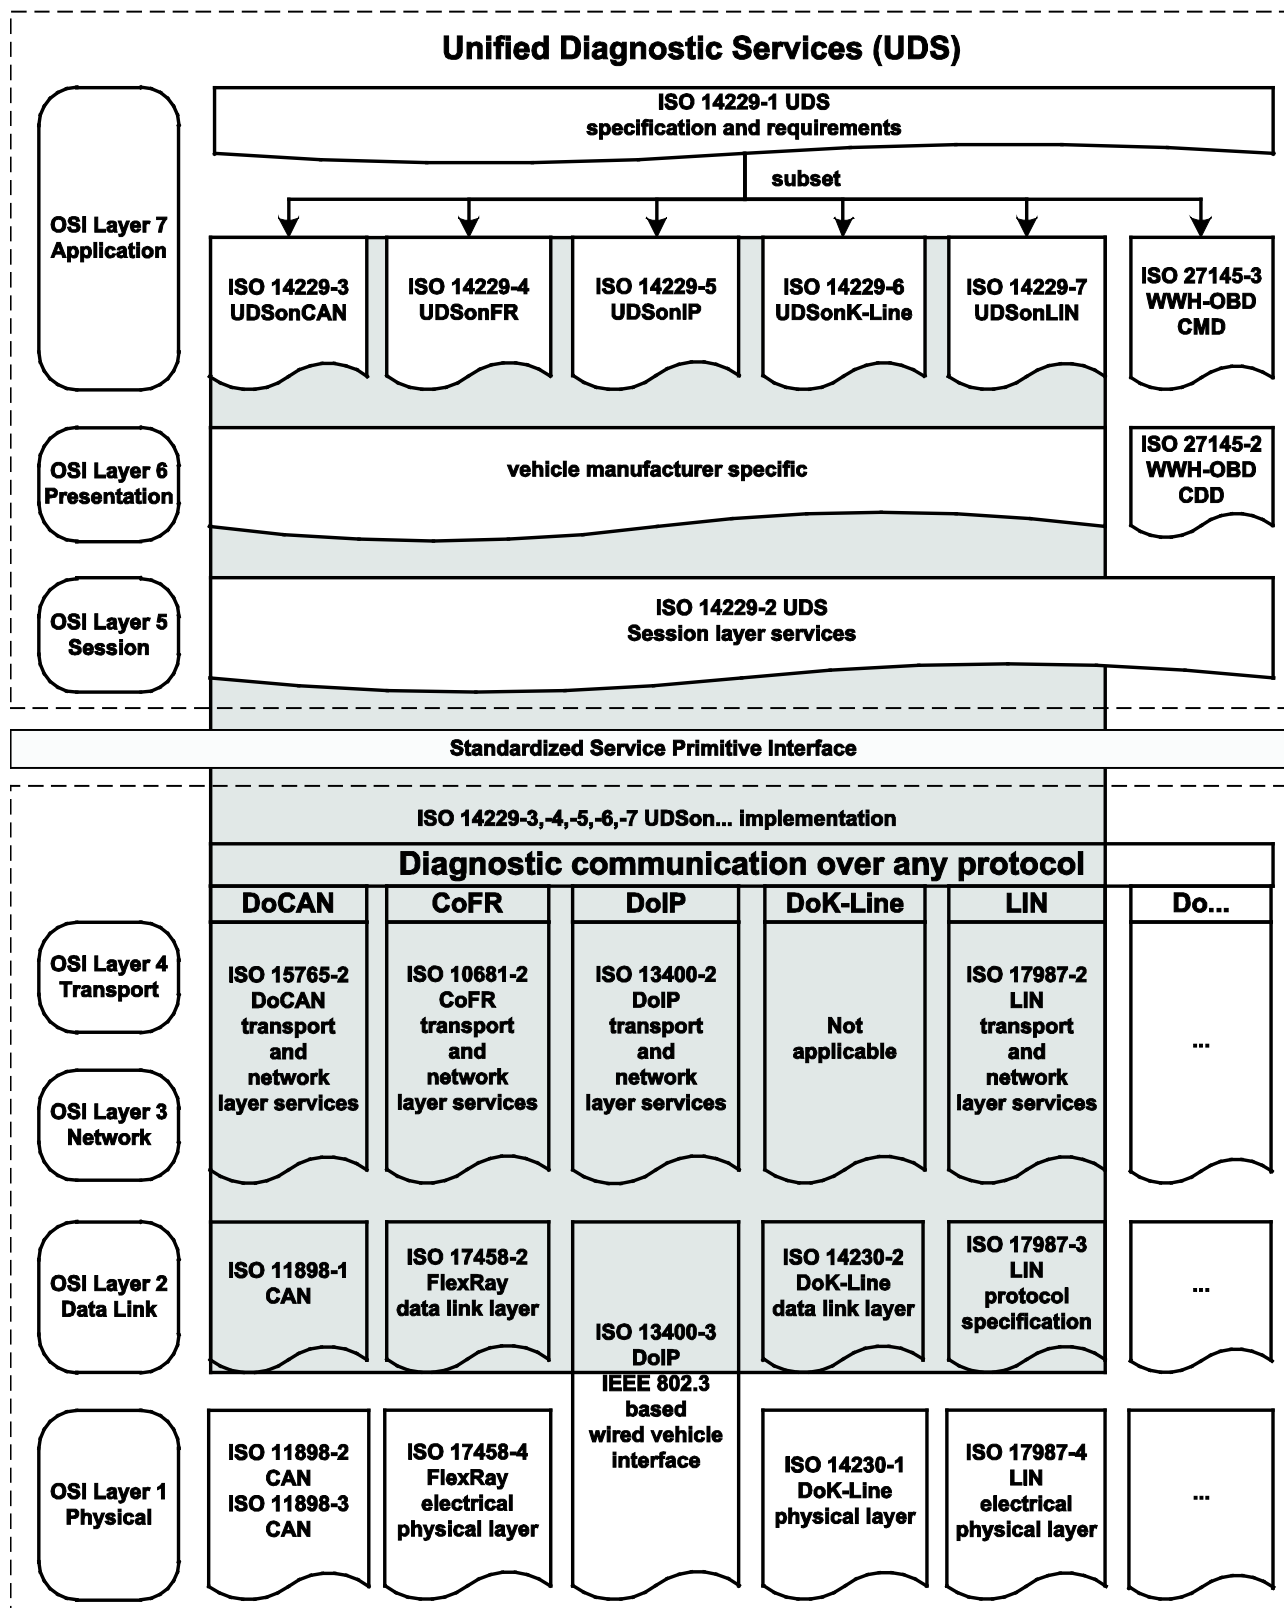 Unified Diagnostic Services (UDS)
ISO 14229-1 UDS
specification and requirements
subset
OSI Layer 7
Application
ISO 14229-3
UDSonCAN
ISO 14229-4
UDSonFR
ISO 14229-5
UDSonIP
ISO 14229-6
UDSonK-Line
ISO 14229-7
UDSonLIN
ISO 27145-3
WWH-OBD
CMD
OSI Layer 6
Presentation
vehicle manufacturer specific
ISO 27145-2
WWH-OBD
CDD
OSI Layer 5
Session
ISO 14229-2 UDS
Session layer services
Standardized Service Primitive Interface
ISO 14229-3,-4,-5,-6,-7 UDSon... implementation
Diagnostic communication over any protocol
DoCAN
CoFR
DoIP
DoK-Line
LIN
Do...
OSI Layer 4
Transport
OSI Layer 3
Network
ISO 15765-2
DoCAN
transport
and
network
layer services
ISO 10681-2
CoFR
transport
and
network
layer services
ISO 13400-2
DoIP
transport
and
network
layer services
Not
applicable
ISO 17987-2
LIN
transport
and
network
layer services
...
OSI Layer 2
Data Link
ISO 11898-1
CAN
ISO 17458-2
FlexRay
data link layer
ISO 13400-3
DoIP
IEEE 802.3
based
wired vehicle
interface
ISO 14230-2
DoK-Line
data link layer
ISO 17987-3
LIN
protocol
specification
...
OSI Layer 1
Physical
ISO 11898-2
CAN
ISO 11898-3
CAN
ISO 17458-4
FlexRay
electrical
physical layer
ISO 14230-1
DoK-Line
physical layer
ISO 17987-4
LIN
electrical
physical layer
...